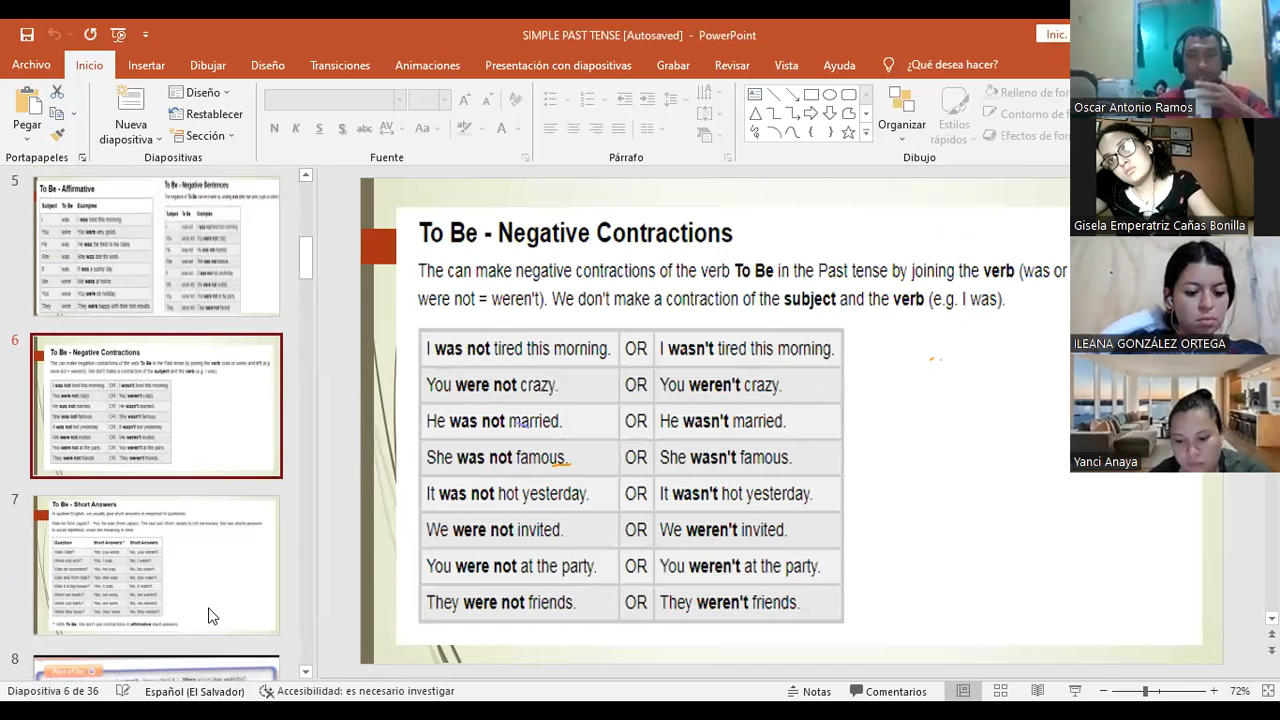 SIMPLE PAST TENSE [Autosaved] - PowerPoint
Inic.
Archivo Inicio Insertar Dibujar Diseño Transiciones Animaciones Presentación con diapositivas Grabar Revisar Vista Ayuda ¿Qué desea hacer?
Pegar
Nueva diapositiva
Diseño
Restablecer
Sección
Organizar
Estilos rápidos
Relleno de
Contorno de
Efectos de
Portapapeles Diapositivas Fuente Párrafo Dibujo
Oscar Antonio Ramos
Gisela Emperatriz Cañas Bonilla
ILEANA GONZÁLEZ ORTEGA
Yanci Anaya
5
To Be - Affirmative
To Be - Negative Sentences
6
To Be - Negative Contractions
7
To Be - Short Answers
8
To Be - Negative Contractions
The can make negative contractions of the verb To Be in the Past tense by joining the verb (was or
were not = weren't). We don't make a contraction of the subject and the verb (e.g. I was).
I was not tired this morning. OR I wasn't tired this morning.
You were not crazy. OR You weren't crazy.
He was not married. OR He wasn't married.
She was not famous. OR She wasn't famous.
It was not hot yesterday. OR It wasn't hot yesterday.
We were not invited. OR We weren't invited.
You were not at the party. OR You weren't at the party.
They were not friends. OR They weren't friends.
Diapositiva 6 de 36 Español (El Salvador) Accesibilidad: es necesario investigar Notas Comentarios 72%